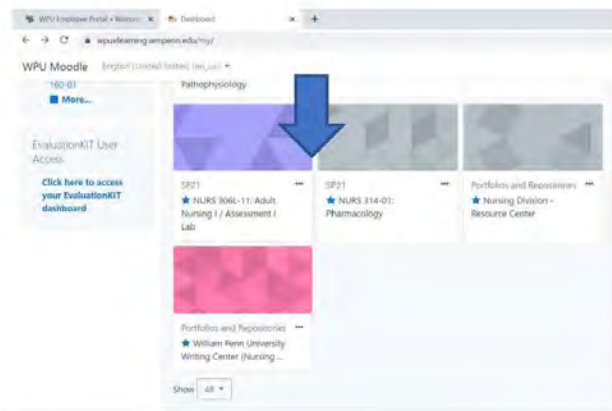 WPU Employee Portal • Welcom
Dashboard
wpuelearning.wmpenn.edu/my/
WPU Moodle English (United States) (en_us)
160-01
More...
Pathophysiology
EvaluationKIT User
Access
Click here to access
your EvaluationKIT
dashboard
SP21
NURS 306L-11: Adult
Nursing I / Assessment I
Lab
SP21
NURS 314-01:
Pharmacology
Portfolios and Repositories
Nursing Division -
Resource Center
Portfolios and Repositories
William Penn University
Writing Center (Nursing ...
Show 48